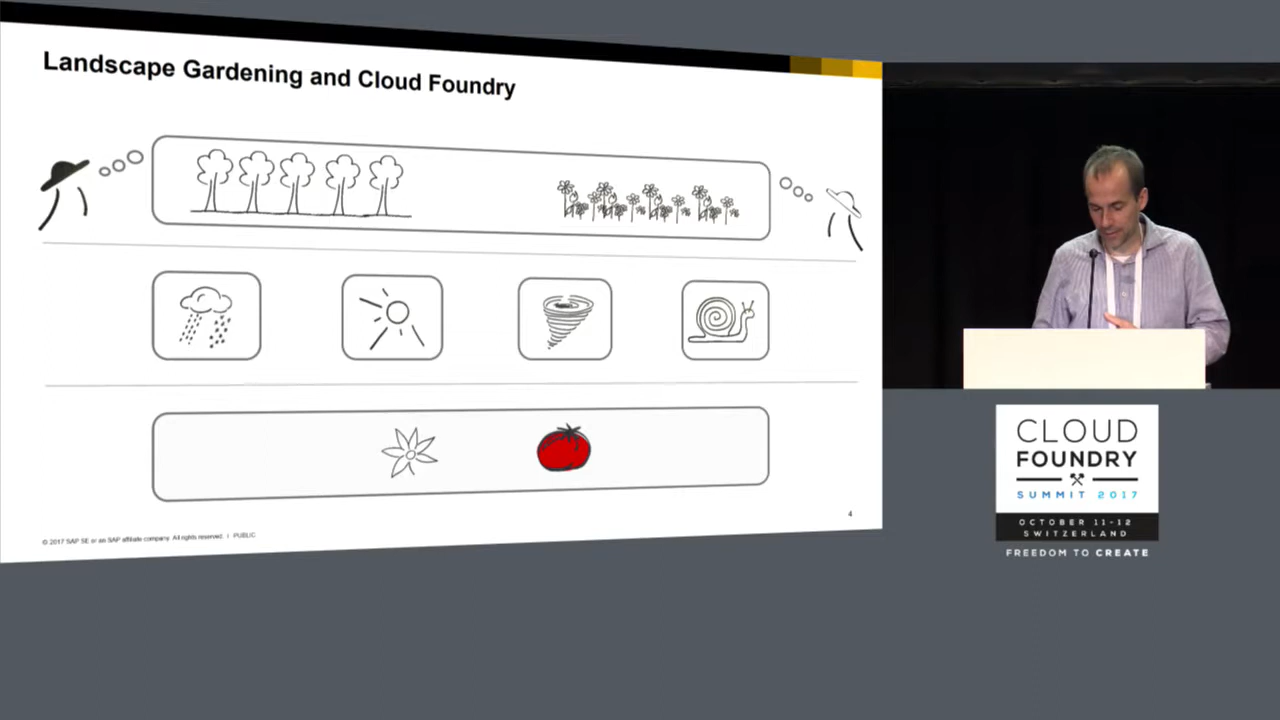 Landscape Gardening and Cloud Foundry
4
© 2017 SAP SE or an SAP affiliate company. All rights reserved. | PUBLIC
CLOUD
FOUNDRY
SUMMIT 2017
OCTOBER 11-12
SWITZERLAND
FREEDOM TO CREATE